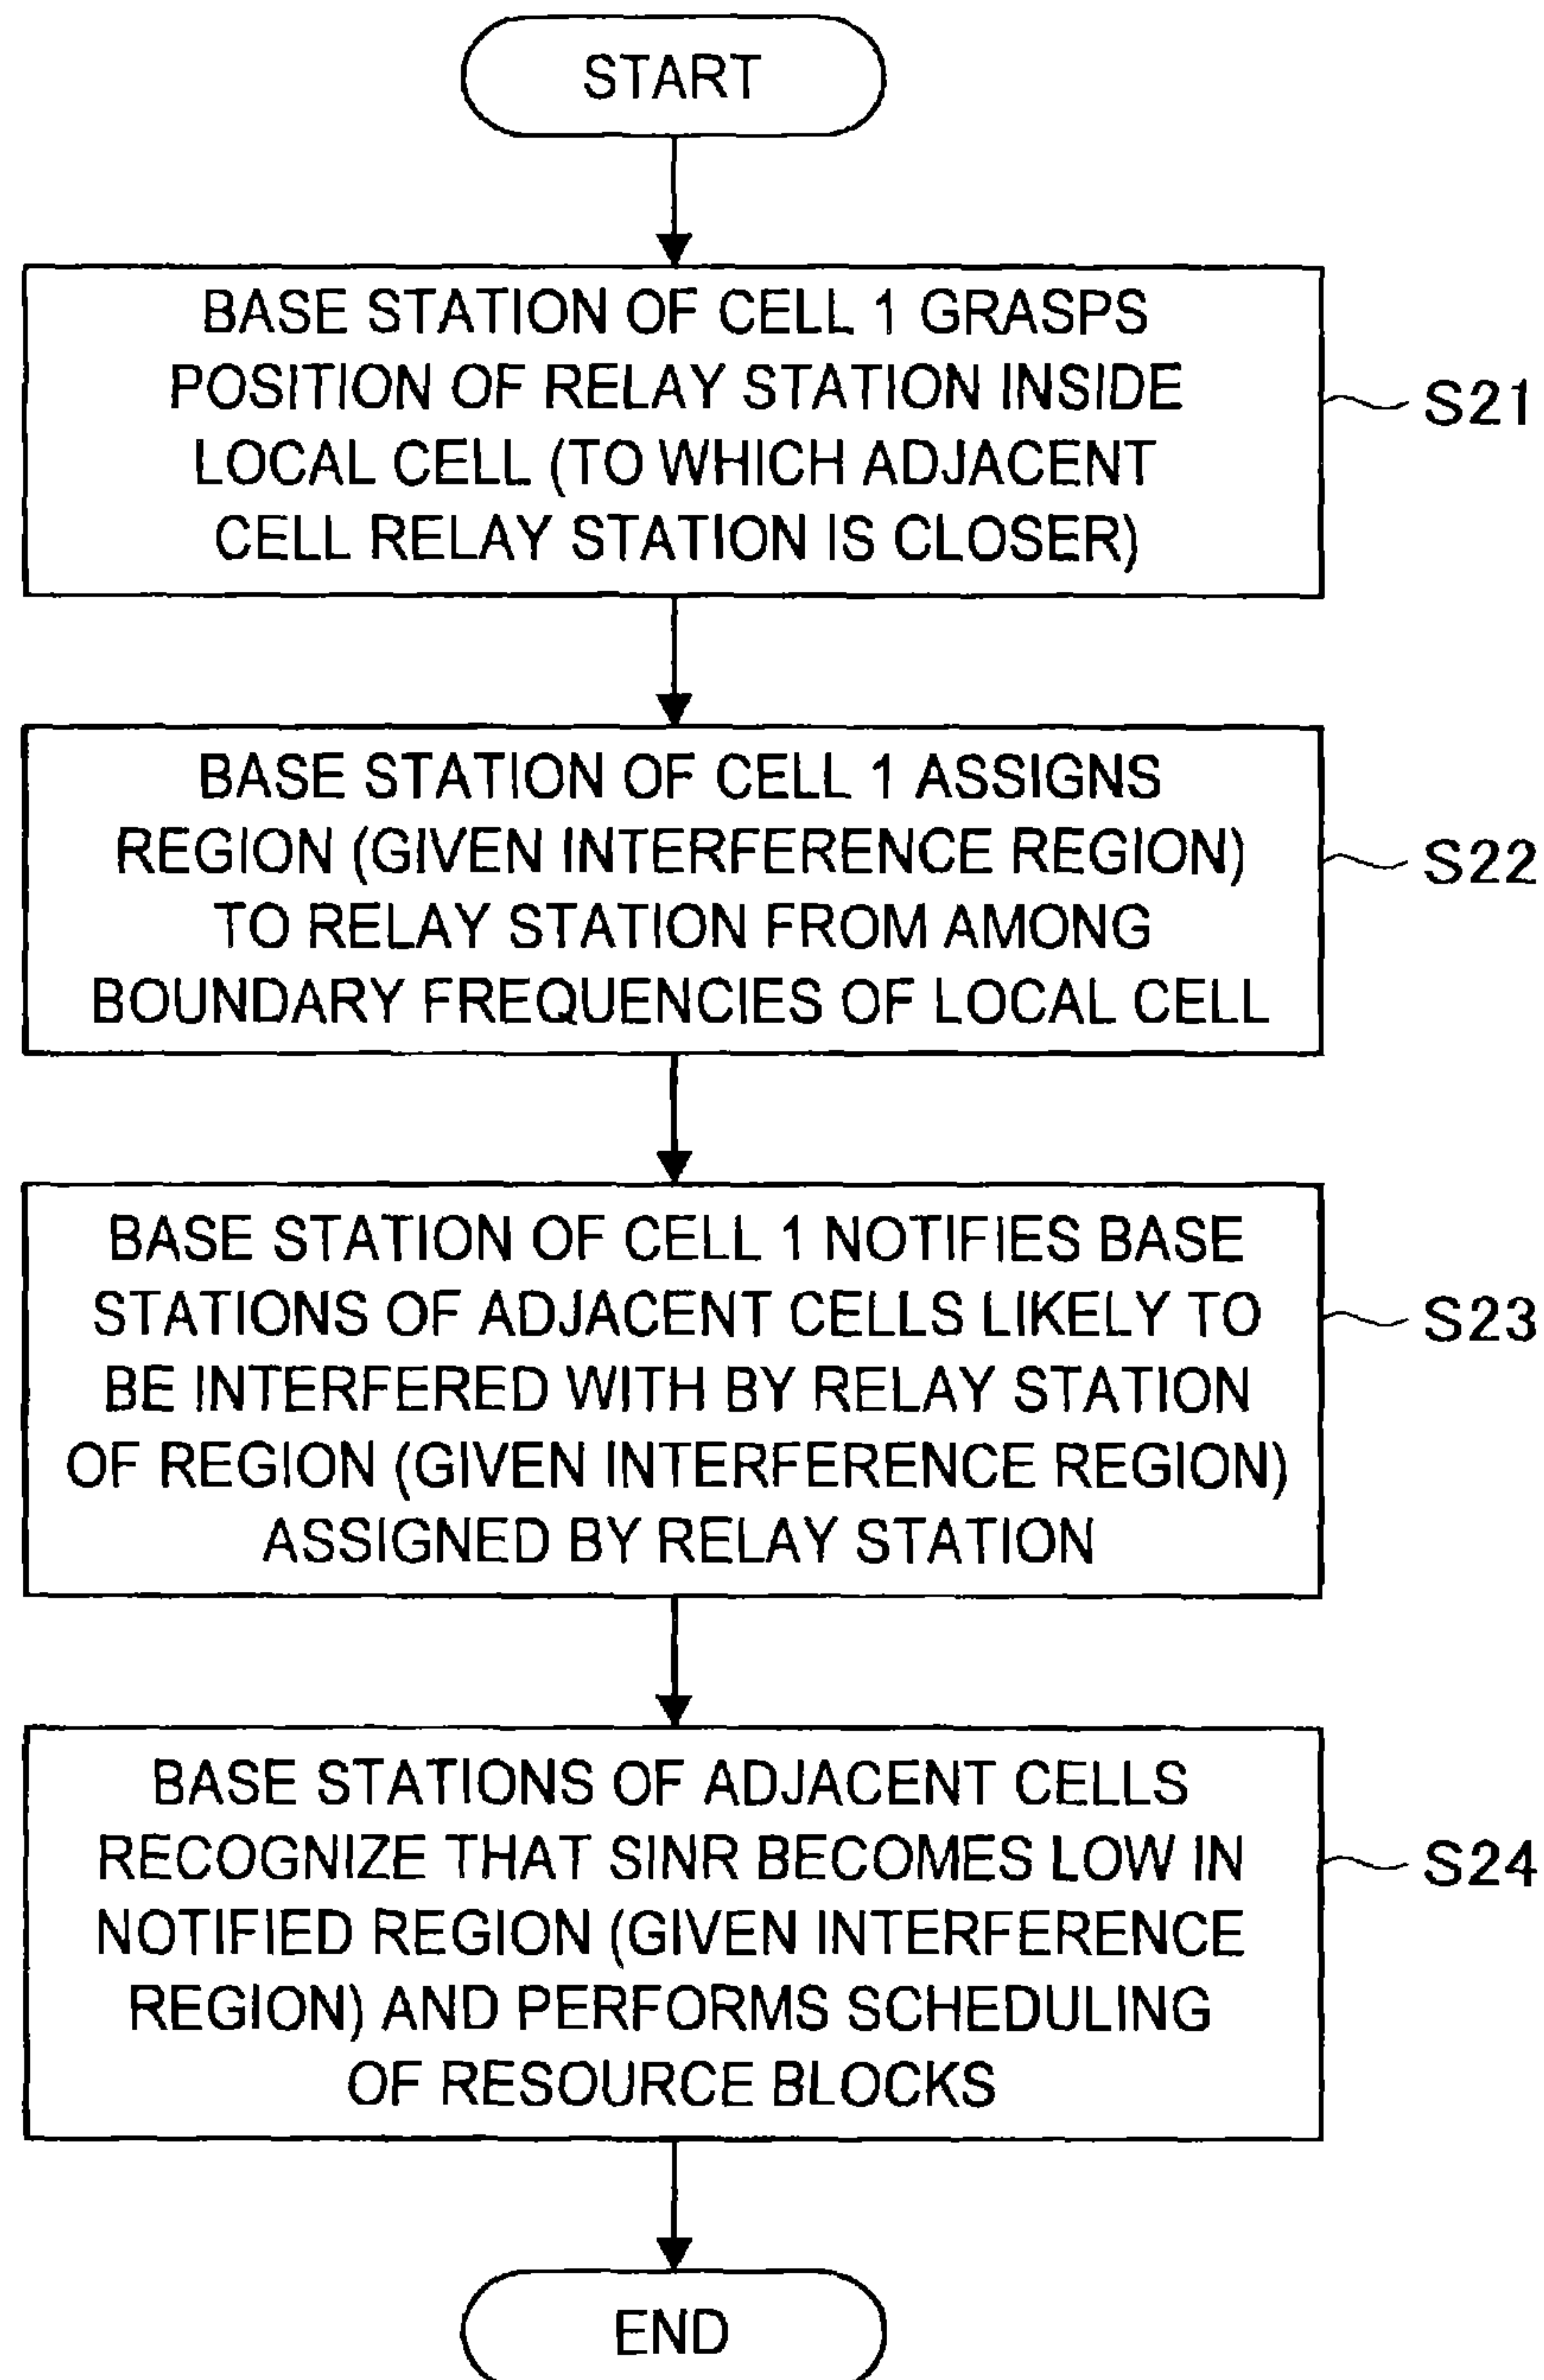 START
BASE STATION OF CELL 1 GRASPS
POSITION OF RELAY STATION INSIDE
LOCAL CELL (TO WHICH ADJACENT
CELL RELAY STATION IS CLOSER)
S21
BASE STATION OF CELL 1 ASSIGNS
REGION (GIVEN INTERFERENCE REGION)
TO RELAY STATION FROM AMONG
BOUNDARY FREQUENCIES OF LOCAL CELL
S22
BASE STATION OF CELL 1 NOTIFIES BASE
STATIONS OF ADJACENT CELLS LIKELY TO
BE INTERFERED WITH BY RELAY STATION
OF REGION (GIVEN INTERFERENCE REGION)
ASSIGNED BY RELAY STATION
S23
BASE STATIONS OF ADJACENT CELLS
RECOGNIZE THAT SINR BECOMES LOW IN
NOTIFIED REGION (GIVEN INTERFERENCE
REGION) AND PERFORMS SCHEDULING
OF RESOURCE BLOCKS
S24
END